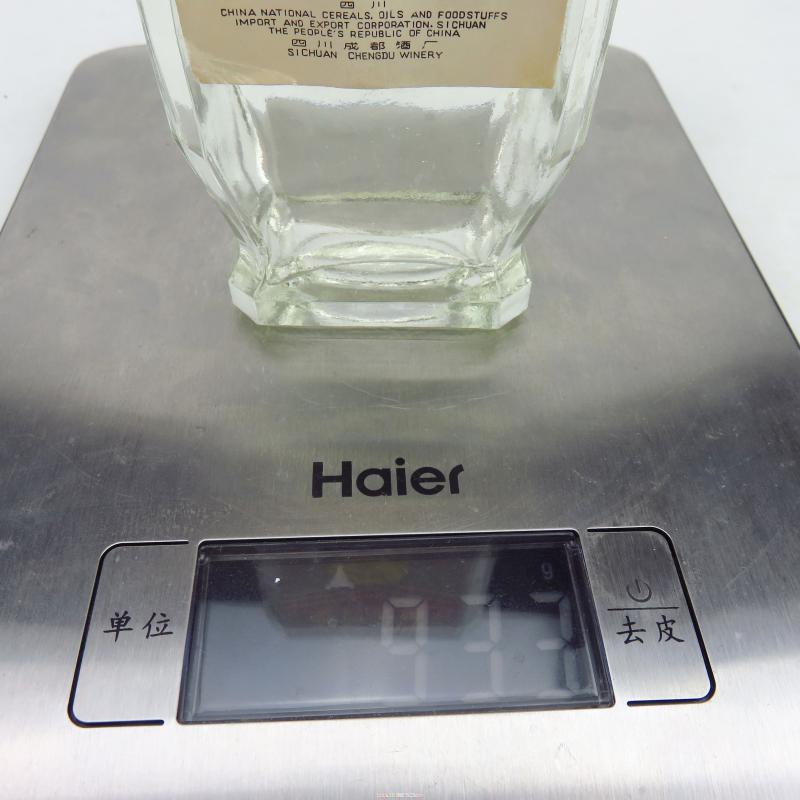 四 川
CHINA NATIONAL CEREALS, OILS AND FOODSTUFFS
IMPORT AND EXPORT CORPORATION. SICHUAN
THE PEOPLE'S REPUBLIC OF CHINA
四川成都酒厂
SICHUAN CHENGDU WINERY
Haier
单位
g
933
去皮